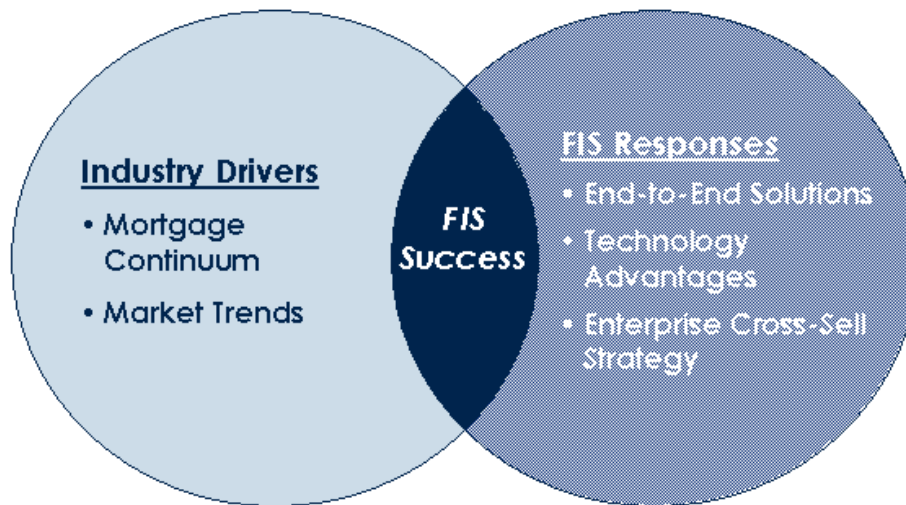 Industry Drivers
• Mortgage
Continuum
• Market Trends
FIS
Success
FIS Responses
• End-to-End Solutions
• Technology
Advantages
• Enterprise Cross-Sell
Strategy